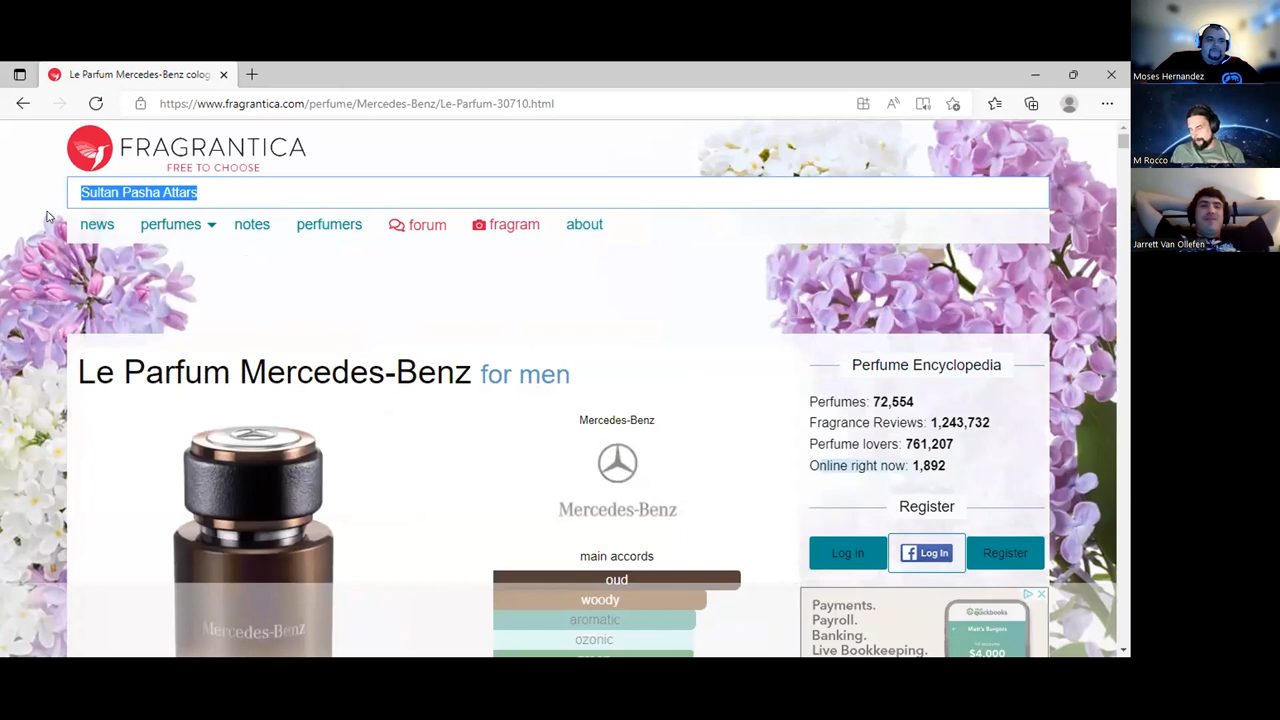 Le Parfum Mercedes-Benz colog
https://www.fragrantica.com/perfume/Mercedes-Benz/Le-Parfum-30710.html
FRAGRANTICA
FREE TO CHOOSE
Sultan Pasha Attars
news perfumes notes perfumers forum fragram about
Le Parfum Mercedes-Benz for men
Mercedes-Benz
Mercedes-Benz
main accords
oud
woody
aromatic
ozonic
Mercedes-Benz
Perfume Encyclopedia
Perfumes: 72,554
Fragrance Reviews: 1,243,732
Perfume lovers: 761,207
Online right now: 1,892
Register
Log in
Log In
Register
Payments.
Payroll.
Banking.
Live Bookkeeping.
quickbooks
$4,000
Moses Hernandez
M Rocco
Jarrett Van Ollefen